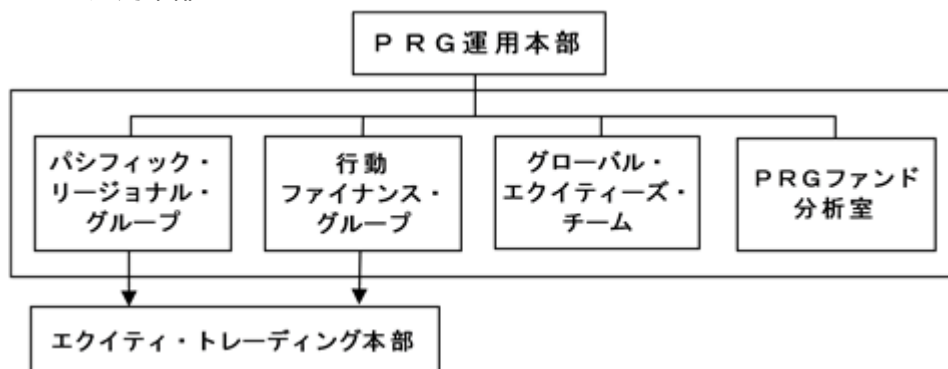 PRG運用本部
パシフィック・
リージョナル・
グループ
行動
ファイナンス・
グループ
グローバル・
エクイティーズ・
チーム
PRGファンド
分析室
エクイティ・トレーディング本部